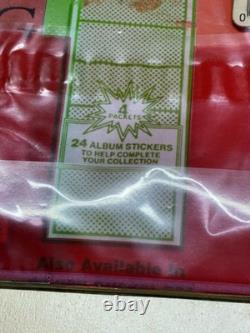 4
PACKETS
24 ALBUM STICKERS
TO HELP COMPLETE
YOUR COLLECTION
Also Available In